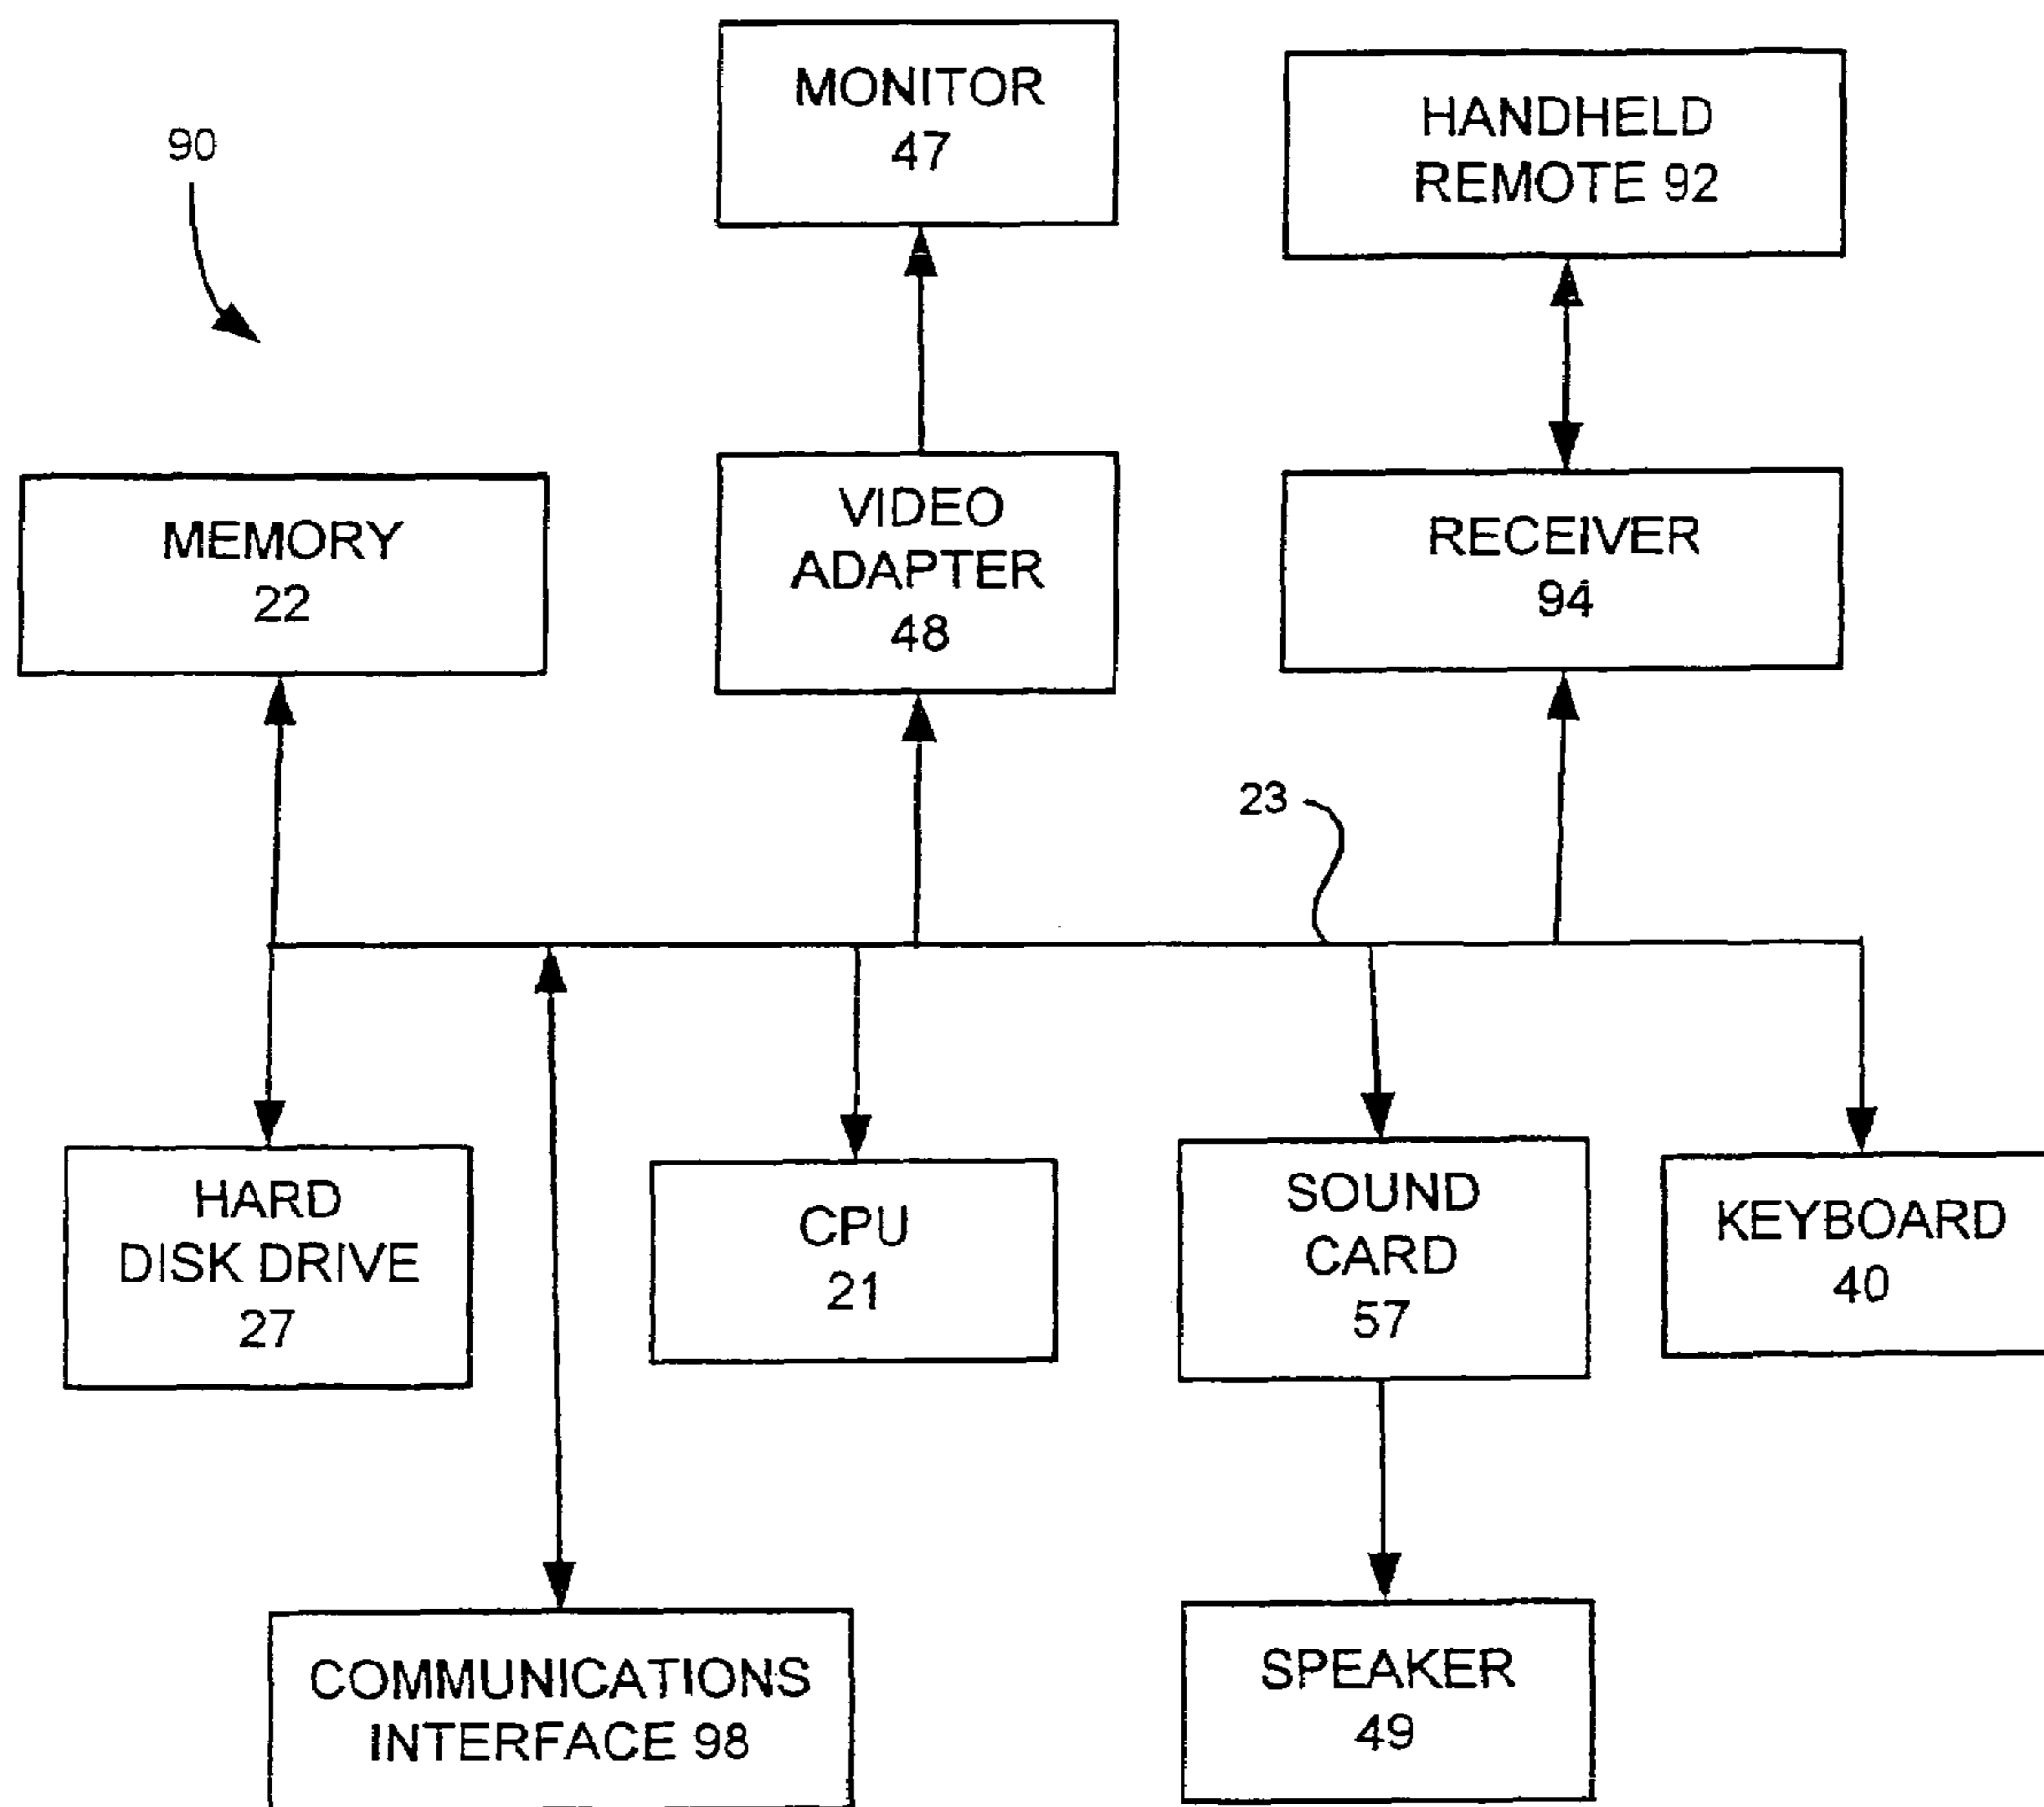 MONITOR
47
HANDHELD
REMOTE 92
90
MEMORY
22
VIDEO
ADAPTER
48
RECEIVER
94
23
HARD
DISK DRIVE
27
CPU
21
SOUND
CARD
57
KEYBOARD
40
COMMUNICATIONS
INTERFACE 98
SPEAKER
49